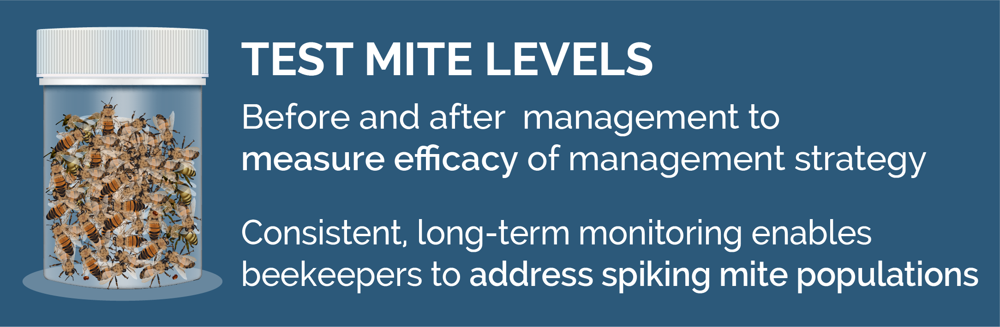 TEST MITE LEVELS
Before and after  management to
measure efficacy of management strategy
Consistent, long-term monitoring enables
beekeepers to address spiking mite populations